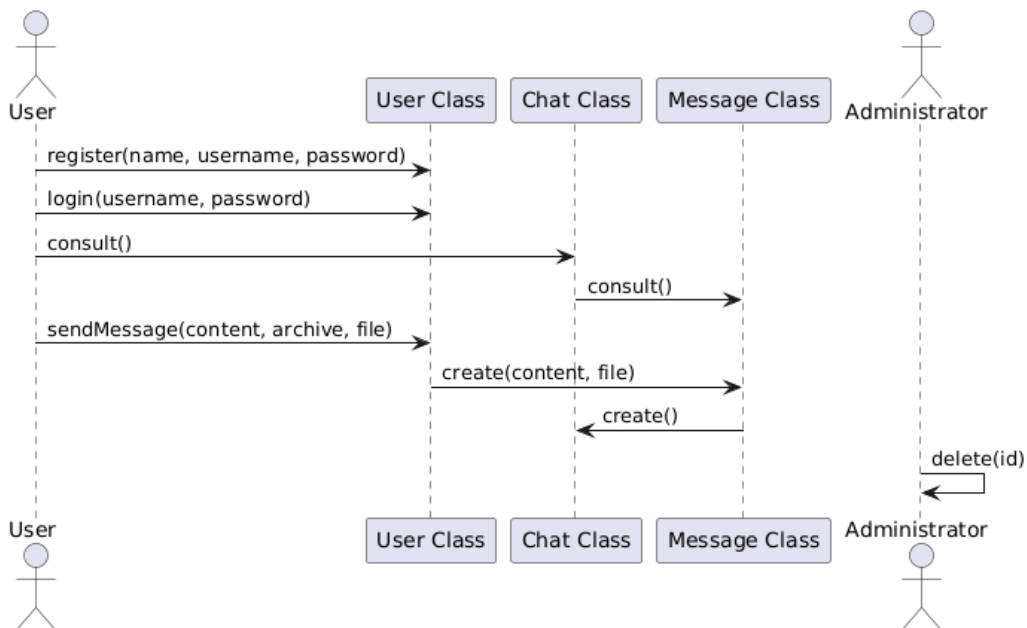 User
User Class
Chat Class
Message Class
Administrator
register(name, username, password)
login(username, password)
consult()
consult()
sendMessage(content, archive, file)
create(content, file)
create()
delete(id)
User
User Class
Chat Class
Message Class
Administrator